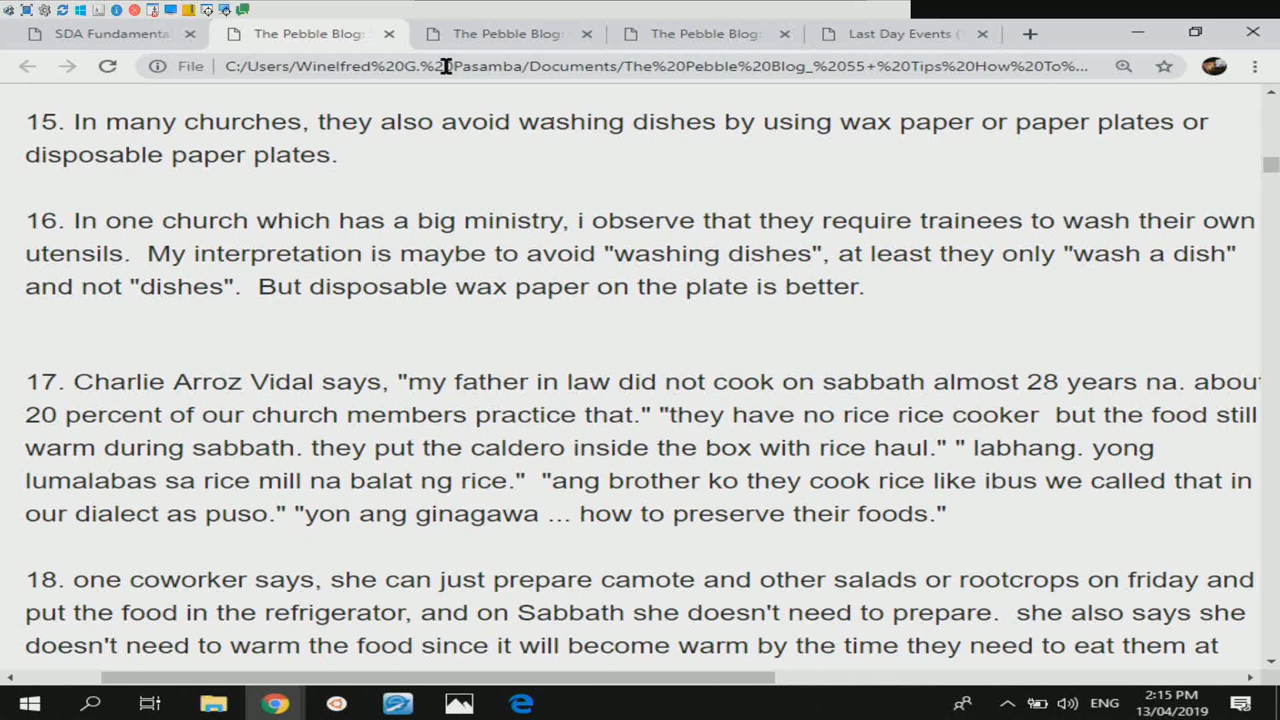 SDA Fundamenta
The Pebble Blog:
The Pebble Blog:
The Pebble Blog:
Last Day Events (
File
C:/Users/Winelfred%20G.%20Pasamba/Documents/The%20Pebble%20Blog_%2055+%20Tips%20How%20To%...
15. In many churches, they also avoid washing dishes by using wax paper or paper plates or
disposable paper plates.
16. In one church which has a big ministry, i observe that they require trainees to wash their own
utensils. My interpretation is maybe to avoid "washing dishes", at least they only "wash a dish"
and not "dishes". But disposable wax paper on the plate is better.
17. Charlie Arroz Vidal says, "my father in law did not cook on sabbath almost 28 years na. abou
20 percent of our church members practice that." "they have no rice rice cooker but the food still
warm during sabbath. they put the caldero inside the box with rice haul." " labhang. yong
lumalabas sa rice mill na balat ng rice." "ang brother ko they cook rice like ibus we called that in
our dialect as puso." "yon ang ginagawa ... how to preserve their foods."
18. one coworker says, she can just prepare camote and other salads or rootcrops on friday and
put the food in the refrigerator, and on Sabbath she doesn't need to prepare. she also says she
doesn't need to warm the food since it will become warm by the time they need to eat them at
ENG
2:15 PM
13/04/2019